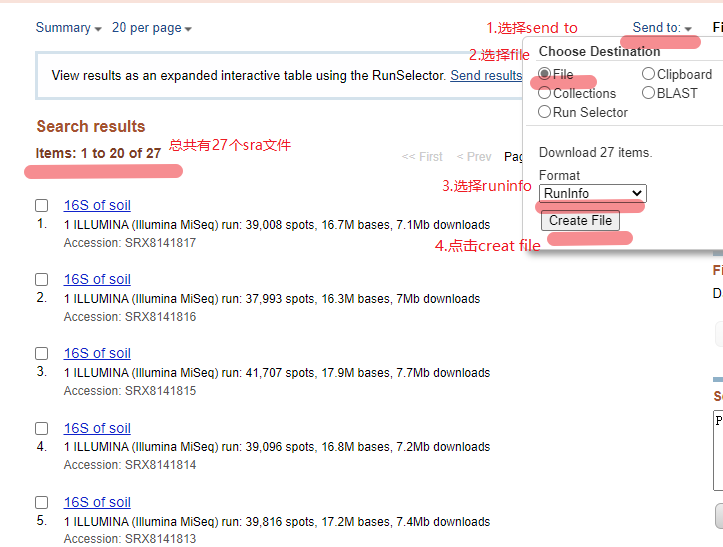 Summary 20 per page 1.选择send to Send to: Fi
2.选择file Choose Destination
View results as an expanded interactive table using the RunSelector. Send results
File Clipboard
Collections BLAST
Run Selector
Search results
Items: 1 to 20 of 27 总共有27个sra文件
<< First < Prev Pag
Download 27 items.
Format
3.选择runinfo RunInfo
Create File
4.点击creat file
16S of soil
1. 1 ILLUMINA (Illumina MiSeq) run: 39,008 spots, 16.7M bases, 7.1Mb downloads
Accession: SRX8141817
16S of soil
2. 1 ILLUMINA (Illumina MiSeq) run: 37,993 spots, 16.3M bases, 7Mb downloads
Accession: SRX8141816
16S of soil
3. 1 ILLUMINA (Illumina MiSeq) run: 41,707 spots, 17.9M bases, 7.7Mb downloads
Accession: SRX8141815
16S of soil
4. 1 ILLUMINA (Illumina MiSeq) run: 39,096 spots, 16.8M bases, 7.2Mb downloads
Accession: SRX8141814
16S of soil
5. 1 ILLUMINA (Illumina MiSeq) run: 39,816 spots, 17.2M bases, 7.4Mb downloads
Accession: SRX8141813